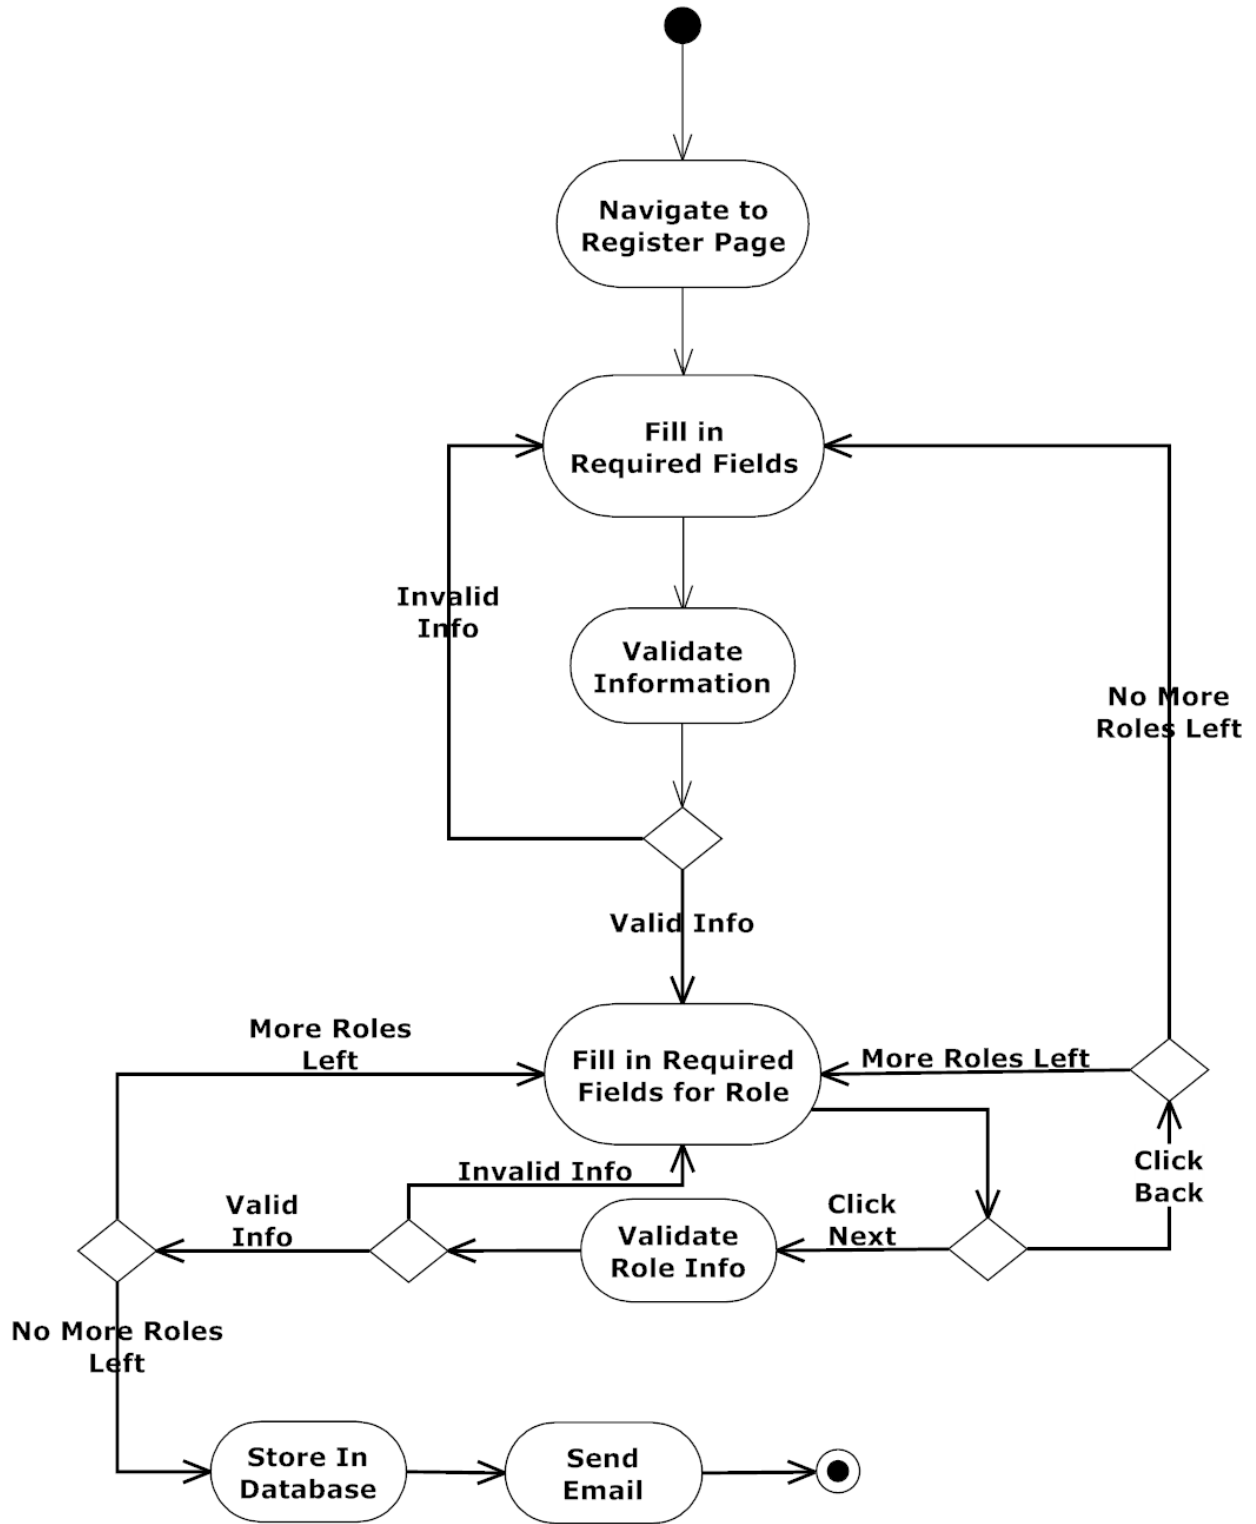 Navigate to
Register Page
Fill in
Required Fields
Invalid
Info
Validate
Information
No More
Roles Left
Valid Info
More Roles
Left
Fill in Required
Fields for Role
More Roles Left
Invalid Info
Click
Back
Valid
Info
Validate
Role Info
Click
Next
No More Roles
Left
Store In
Database
Send
Email